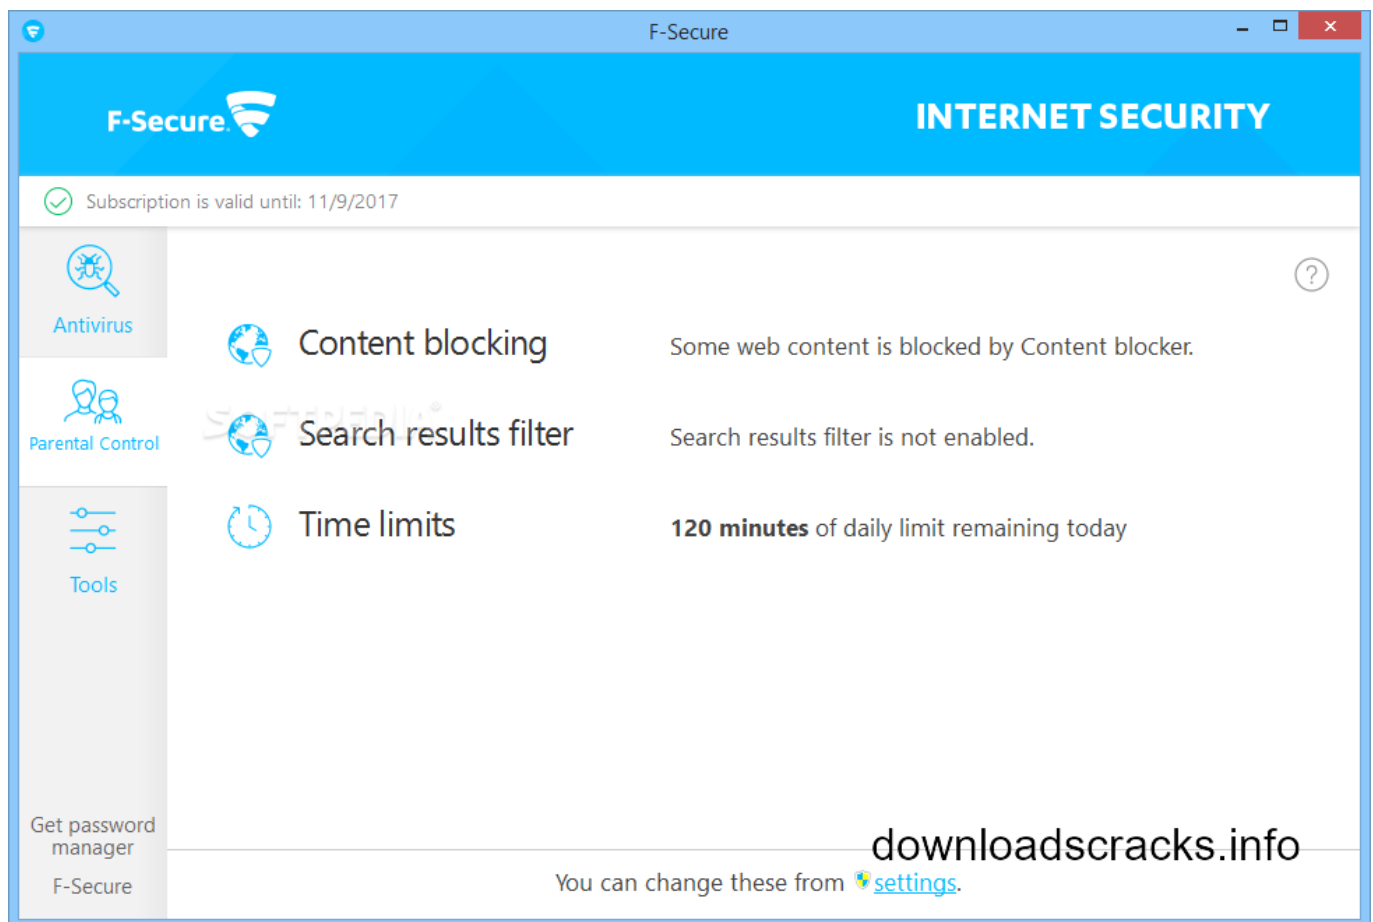 F-Secure
F-Secure.
INTERNET SECURITY
Subscription is valid until: 11/9/2017
Antivirus
?
Content blocking
Some web content is blocked by Content blocker.
Parental Control
SOFTPEDIA®
Search results filter
Search results filter is not enabled.
Time limits
120 minutes of daily limit remaining today
Tools
Get password
manager
F-Secure
downloadscracks.info
You can change these from settings.